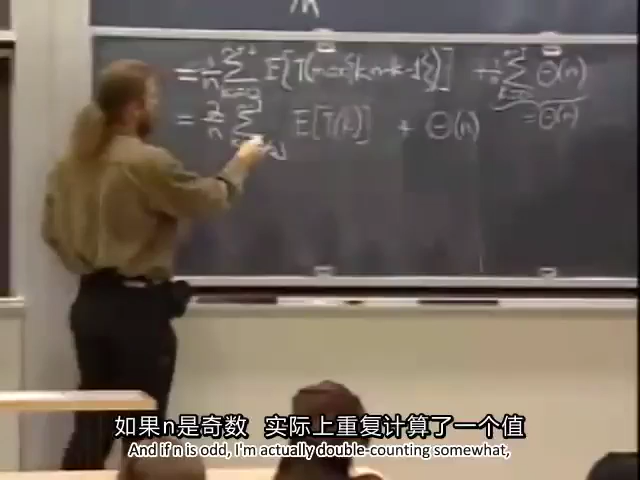 = 1/n Σ E[T(max{k,n-k-1})] + 1/n Σ Θ(n)
= 2/n Σ E[T(k)] + Θ(n) = Θ(n)
如果n是奇数 实际上重复计算了一个值
And if n is odd, I'm actually double-counting somewhat,